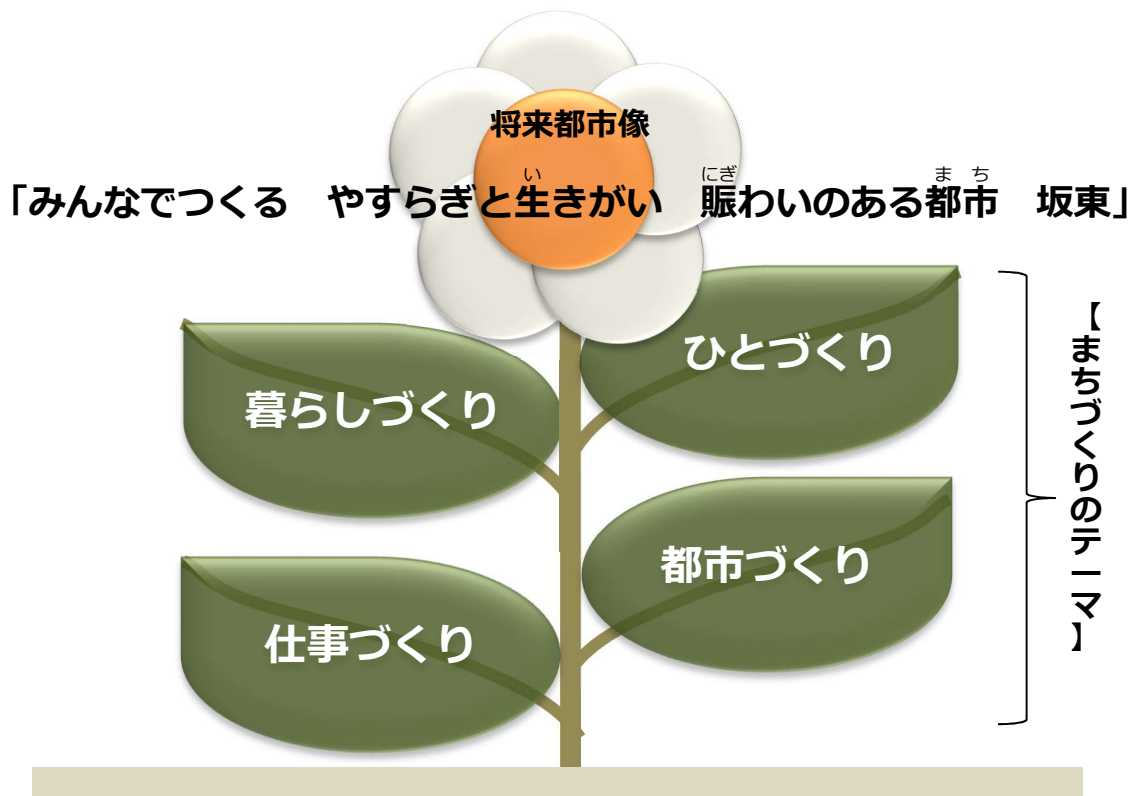 将来都市像
「みんなでつくる　やすらぎと生きがい　賑わいのある都市　坂東」
い
にぎ
ま　ち
ひとづくり
暮らしづくり
都市づくり
仕事づくり
【まちづくりのテーマ】